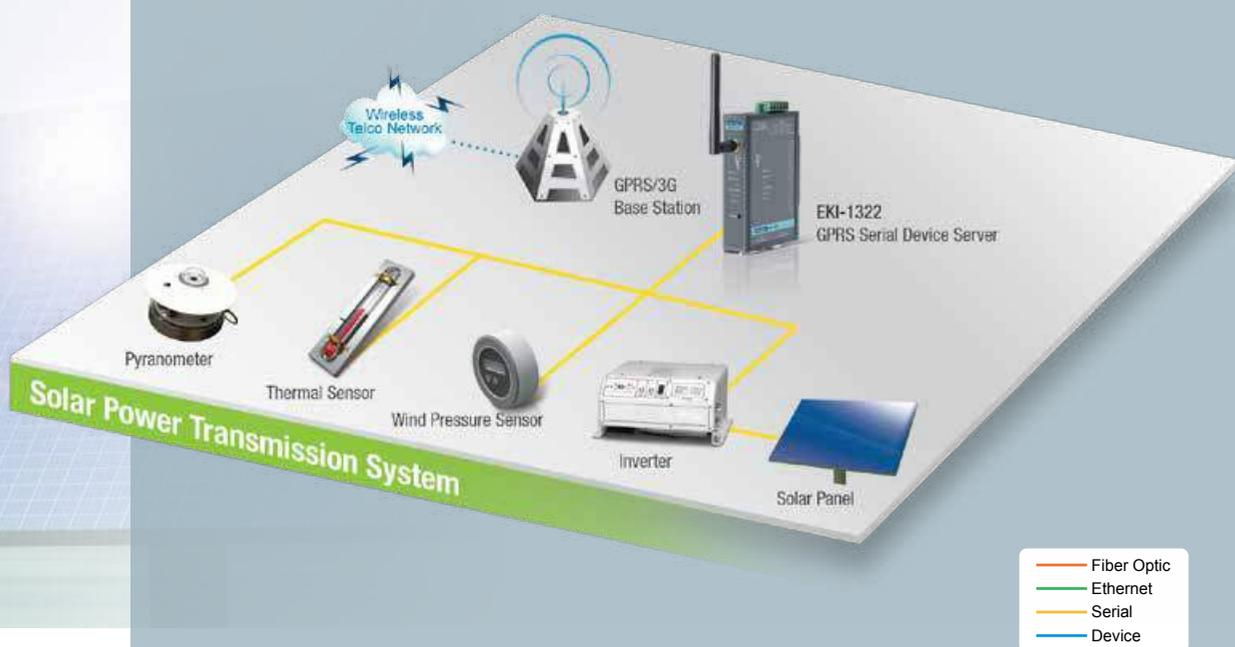 Wireless
Telco Network
GPRS/3G
Base Station
EKI-1322
GPRS Serial Device Server
Pyranometer
Thermal Sensor
Wind Pressure Sensor
Inverter
Solar Panel
Solar Power Transmission System
Fiber Optic
Ethernet
Serial
Device